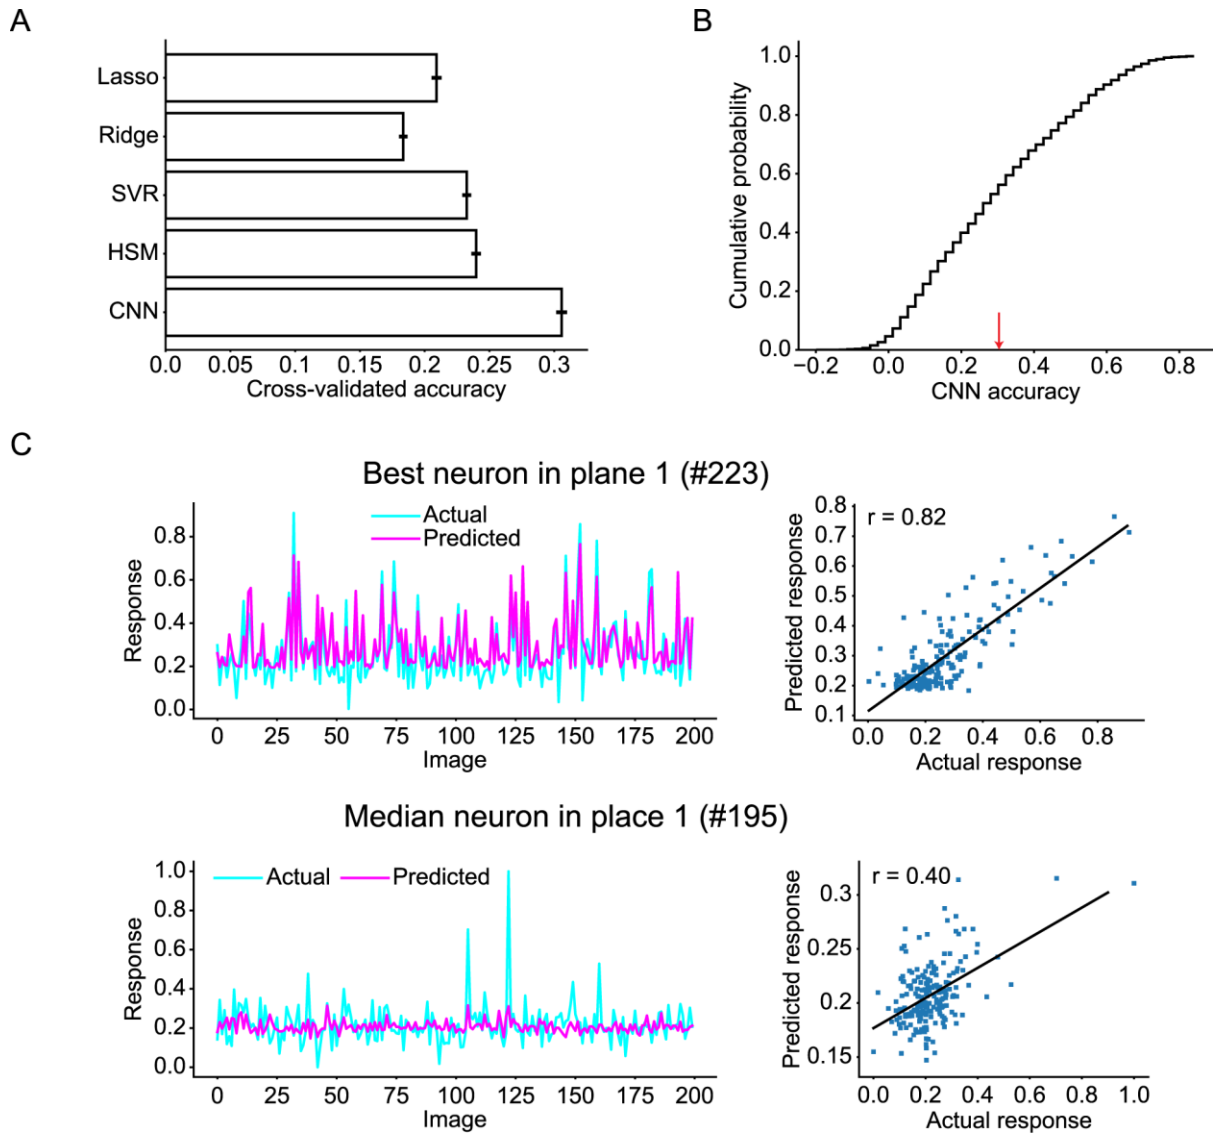 A
Lasso
Ridge
SVR
HSM
CNN
0.0 0.05 0.1 0.15 0.2 0.25 0.3
Cross-validated accuracy
B
1.0
0.8
0.6
0.4
0.2
0.0
Cumulative probability
−0.2 0.0 0.2 0.4 0.6 0.8
CNN accuracy
C
Best neuron in plane 1 (#223)
Actual
Predicted
0.8
0.6
0.4
0.2
0.0
Response
0 25 50 75 100 125 150 175 200
Image
r = 0.82
0.8
0.7
0.6
0.5
0.4
0.3
0.2
0.1
Predicted response
0.0 0.2 0.4 0.6 0.8
Actual response
Median neuron in place 1 (#195)
Actual Predicted
1.0
0.8
0.6
0.4
0.2
0.0
Response
0 25 50 75 100 125 150 175 200
Image
r = 0.40
0.3
0.25
0.2
0.15
Predicted response
0.0 0.2 0.4 0.6 0.8 1.0
Actual response